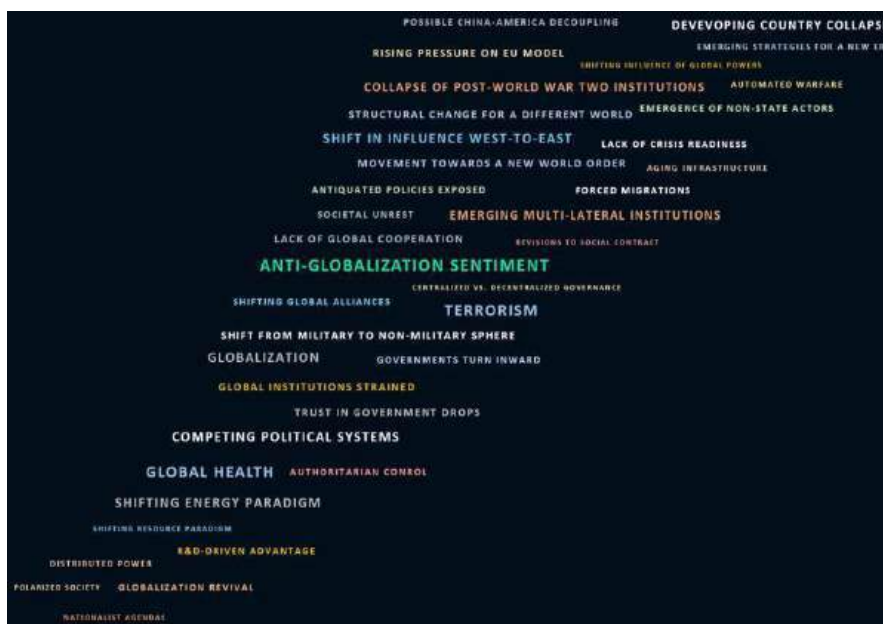 POSSIBLE CHINA-AMERICA DECOUPLING
DEVEVOPING COUNTRY COLLAPS
EMERGING STRATEGIES FOR A NEW ER
RISING PRESSURE ON EU MODEL
SHIFTING INFLUENCE OF GLOBAL POWERS
COLLAPSE OF POST-WORLD WAR TWO INSTITUTIONS
AUTOMATED WARFARE
STRUCTURAL CHANGE FOR A DIFFERENT WORLD
EMERGENCE OF NON-STATE ACTORS
SHIFT IN INFLUENCE WEST-TO-EAST
LACK OF CRISIS READINESS
MOVEMENT TOWARDS A NEW WORLD ORDER
AGING INFRASTRUCTURE
ANTIQUATED POLICIES EXPOSED
FORCED MIGRATIONS
SOCIETAL UNREST
EMERGING MULTI-LATERAL INSTITUTIONS
LACK OF GLOBAL COOPERATION
REVISIONS TO SOCIAL CONTRACT
ANTI-GLOBALIZATION SENTIMENT
CENTRALIZED VS. DECENTRALIZED GOVERNANCE
SHIFTING GLOBAL ALLIANCES
TERRORISM
SHIFT FROM MILITARY TO NON-MILITARY SPHERE
GLOBALIZATION
GOVERNMENTS TURN INWARD
GLOBAL INSTITUTIONS STRAINED
TRUST IN GOVERNMENT DROPS
COMPETING POLITICAL SYSTEMS
GLOBAL HEALTH
AUTHORITARIAN CONROL
SHIFTING ENERGY PARADIGM
SHIFTING RESOURCE PARADIGM
R&D-DRIVEN ADVANTAGE
DISTRIBUTED POWER
POLARIZED SOCIETY
GLOBALIZATION REVIVAL
NATIONALIST AGENDAS